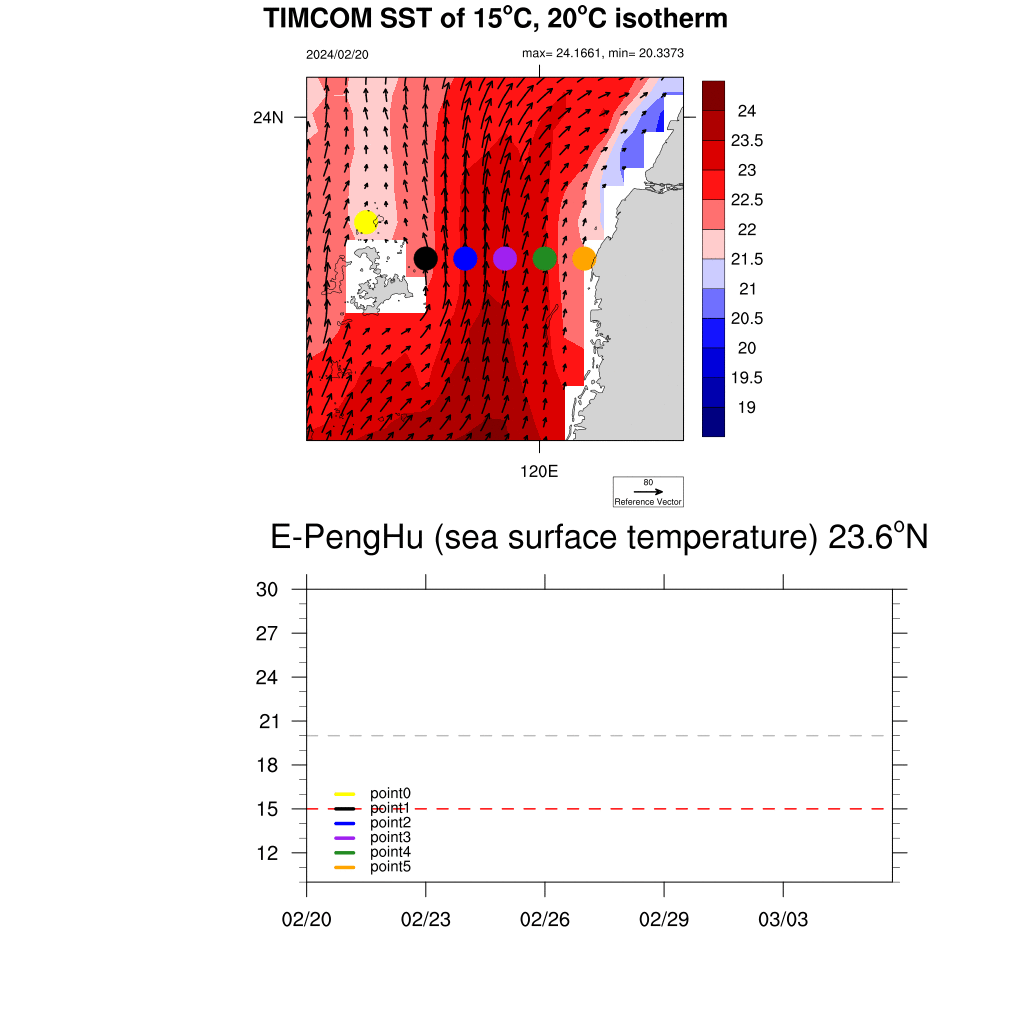 TIMCOM SST of 15°C, 20°C isotherm
2024/02/20
max= 24.1661, min= 20.3373
24N
120E
24
23.5
23
22.5
22
21.5
21
20.5
20
19.5
19
80
Reference Vector
E-PengHu (sea surface temperature) 23.6°N
30
27
24
21
18
15
12
point0
point1
point2
point3
point4
point5
02/20 02/23 02/26 02/29 03/03